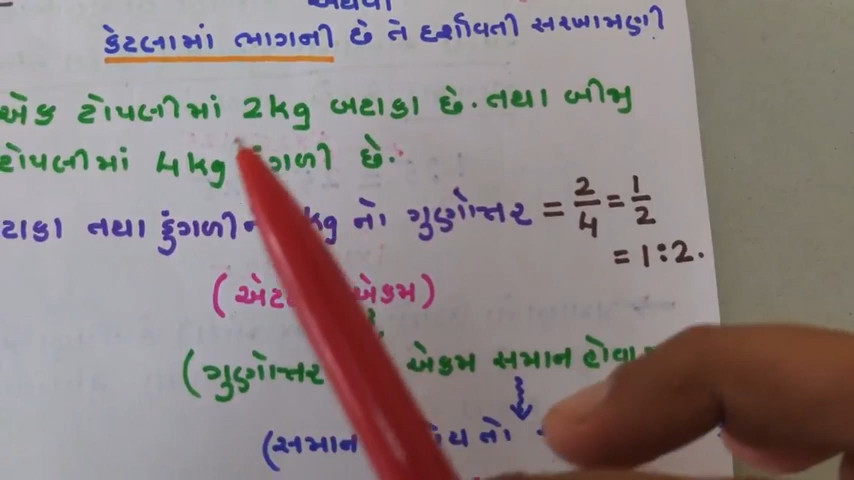 અથવા
કેટલામાં ભાગની છે તે દર્શાવતી સરખામણી
એક ટોપલીમાં 2kg બટાકા છે. તથા બીજુ
ટોપલીમાં 4kg છે.
ટાકા તથા ડુંગળીન kg નો ગુણોત્તર = 2/4 = 1/2
= 1:2.
(એકમ)
(ગુણોત્તર એકમ સમાન હોવા
(સમાન તો